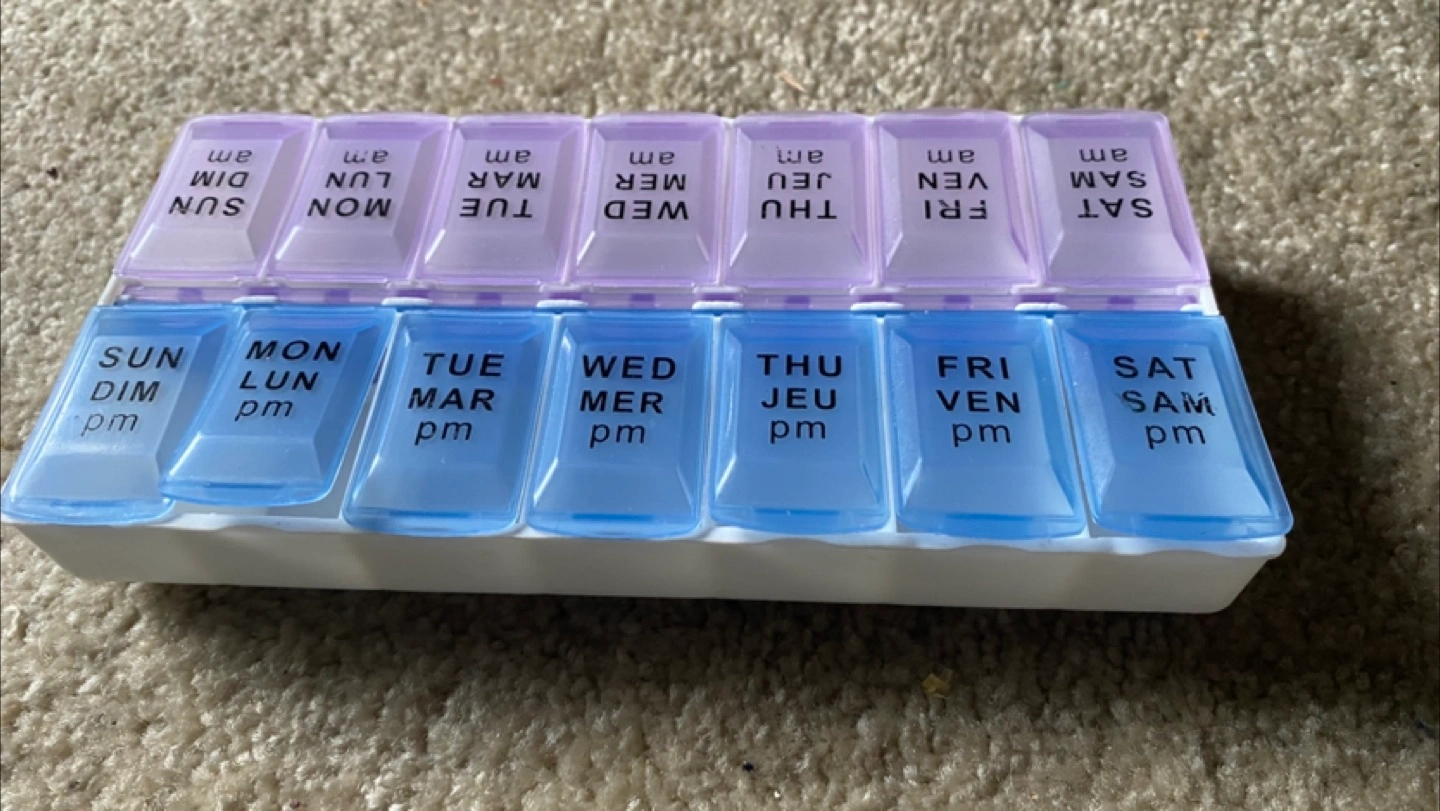 SUN
DIM
am
MON
LUN
am
TUE
MAR
am
WED
MER
am
THU
JEU
am
FRI
VEN
am
SAT
SAM
am
SUN
DIM
pm
MON
LUN
pm
TUE
MAR
pm
WED
MER
pm
THU
JEU
pm
FRI
VEN
pm
SAT
SAM
pm